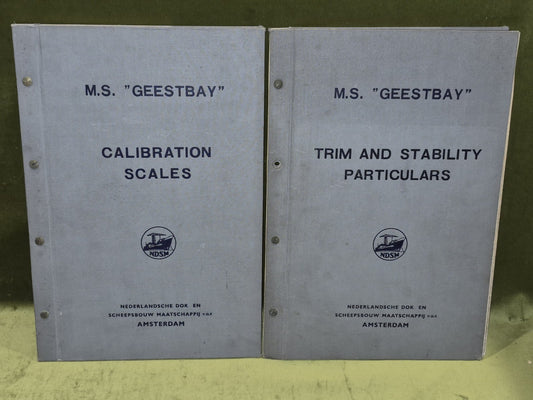 M.S. "GEESTBAY"
CALIBRATION
SCALES
NDSM
NEDERLANDSCHE DOK EN
SCHEEPSBOUW MAATSCHAPPIJ v.o.f.
AMSTERDAM
M.S. "GEESTBAY"
TRIM AND STABILITY
PARTICULARS
NDSM
NEDERLANDSCHE DOK EN
SCHEEPSBOUW MAATSCHAPPIJ v.o.f.
AMSTERDAM